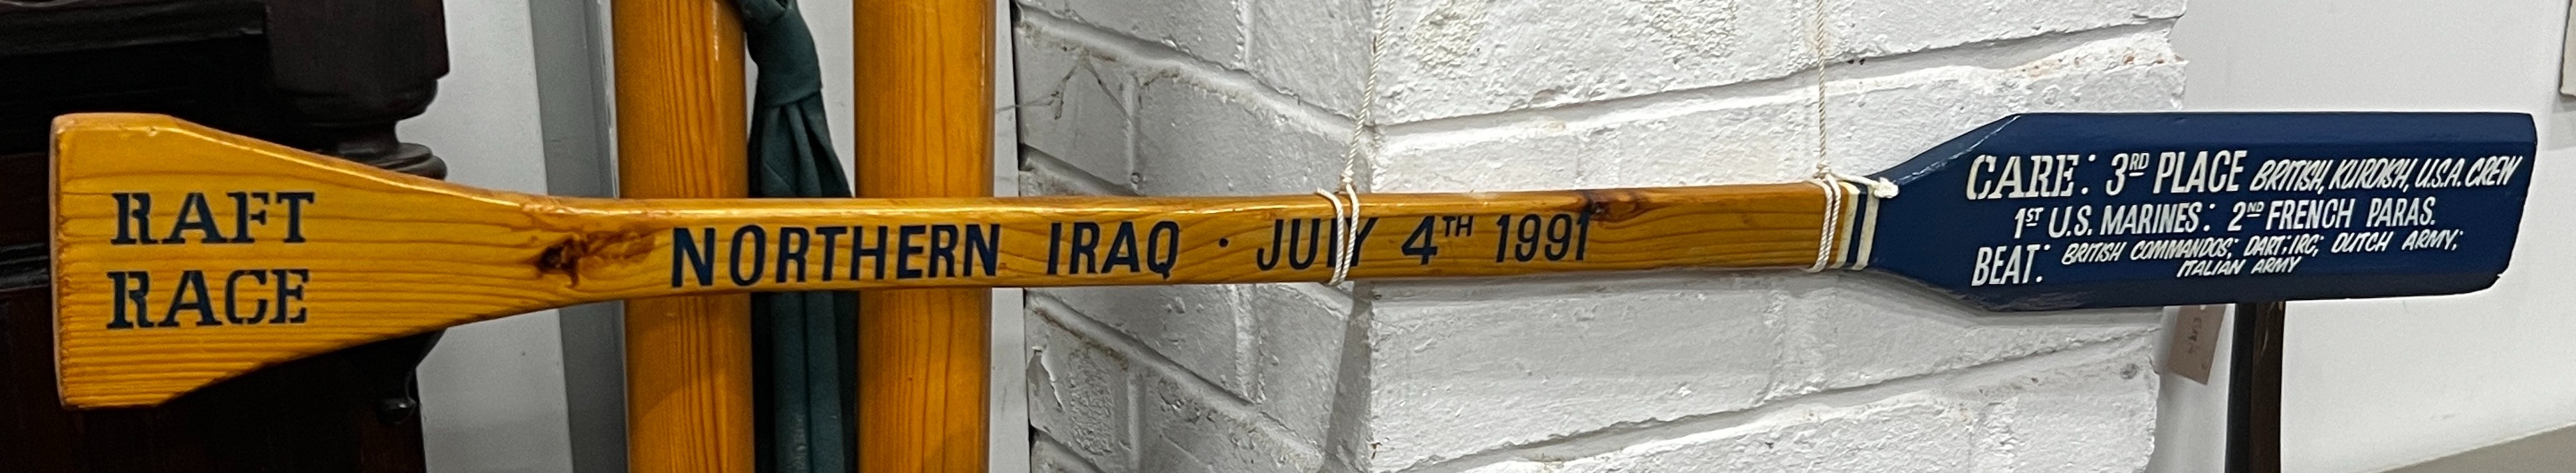 RAFT
RACE
NORTHERN IRAQ · JULY 4TH 1991
CARE: 3RD PLACE BRITISH, KURDISH, U.S.A. CREW
1ST U.S. MARINES: 2ND FRENCH PARAS.
BEAT: BRITISH COMMANDOS; DART; IRC; DUTCH ARMY;
ITALIAN ARMY